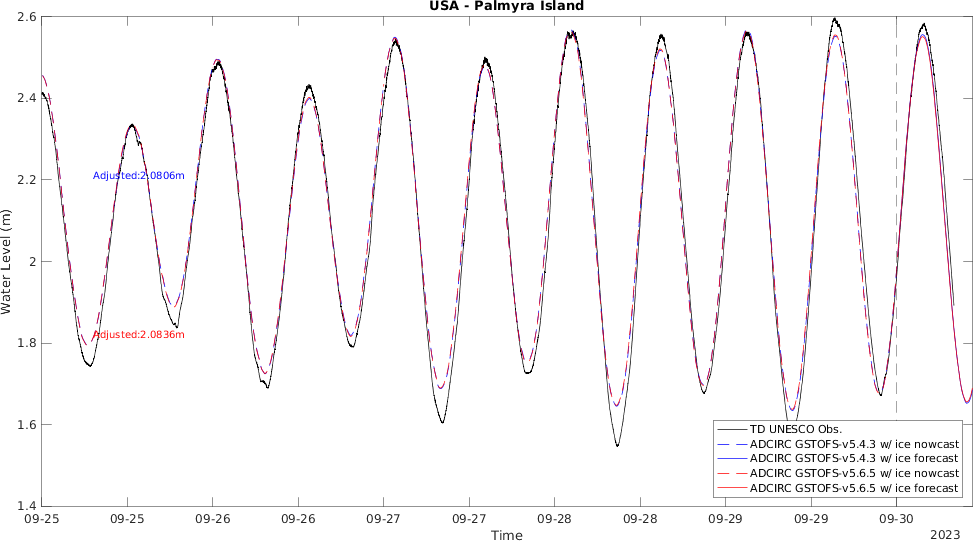 USA - Palmyra Island
2.6
2.4
2.2
2
1.8
1.6
1.4
Water Level (m)
Adjusted:2.0806m
Adjusted:2.0836m
TD UNESCO Obs.
ADCIRC GSTOFS-v5.4.3 w/ ice nowcast
ADCIRC GSTOFS-v5.4.3 w/ ice forecast
ADCIRC GSTOFS-v5.6.5 w/ ice nowcast
ADCIRC GSTOFS-v5.6.5 w/ ice forecast
09-25 09-25 09-26 09-26 09-27 09-27 09-28 09-28 09-29 09-29 09-30
Time
2023